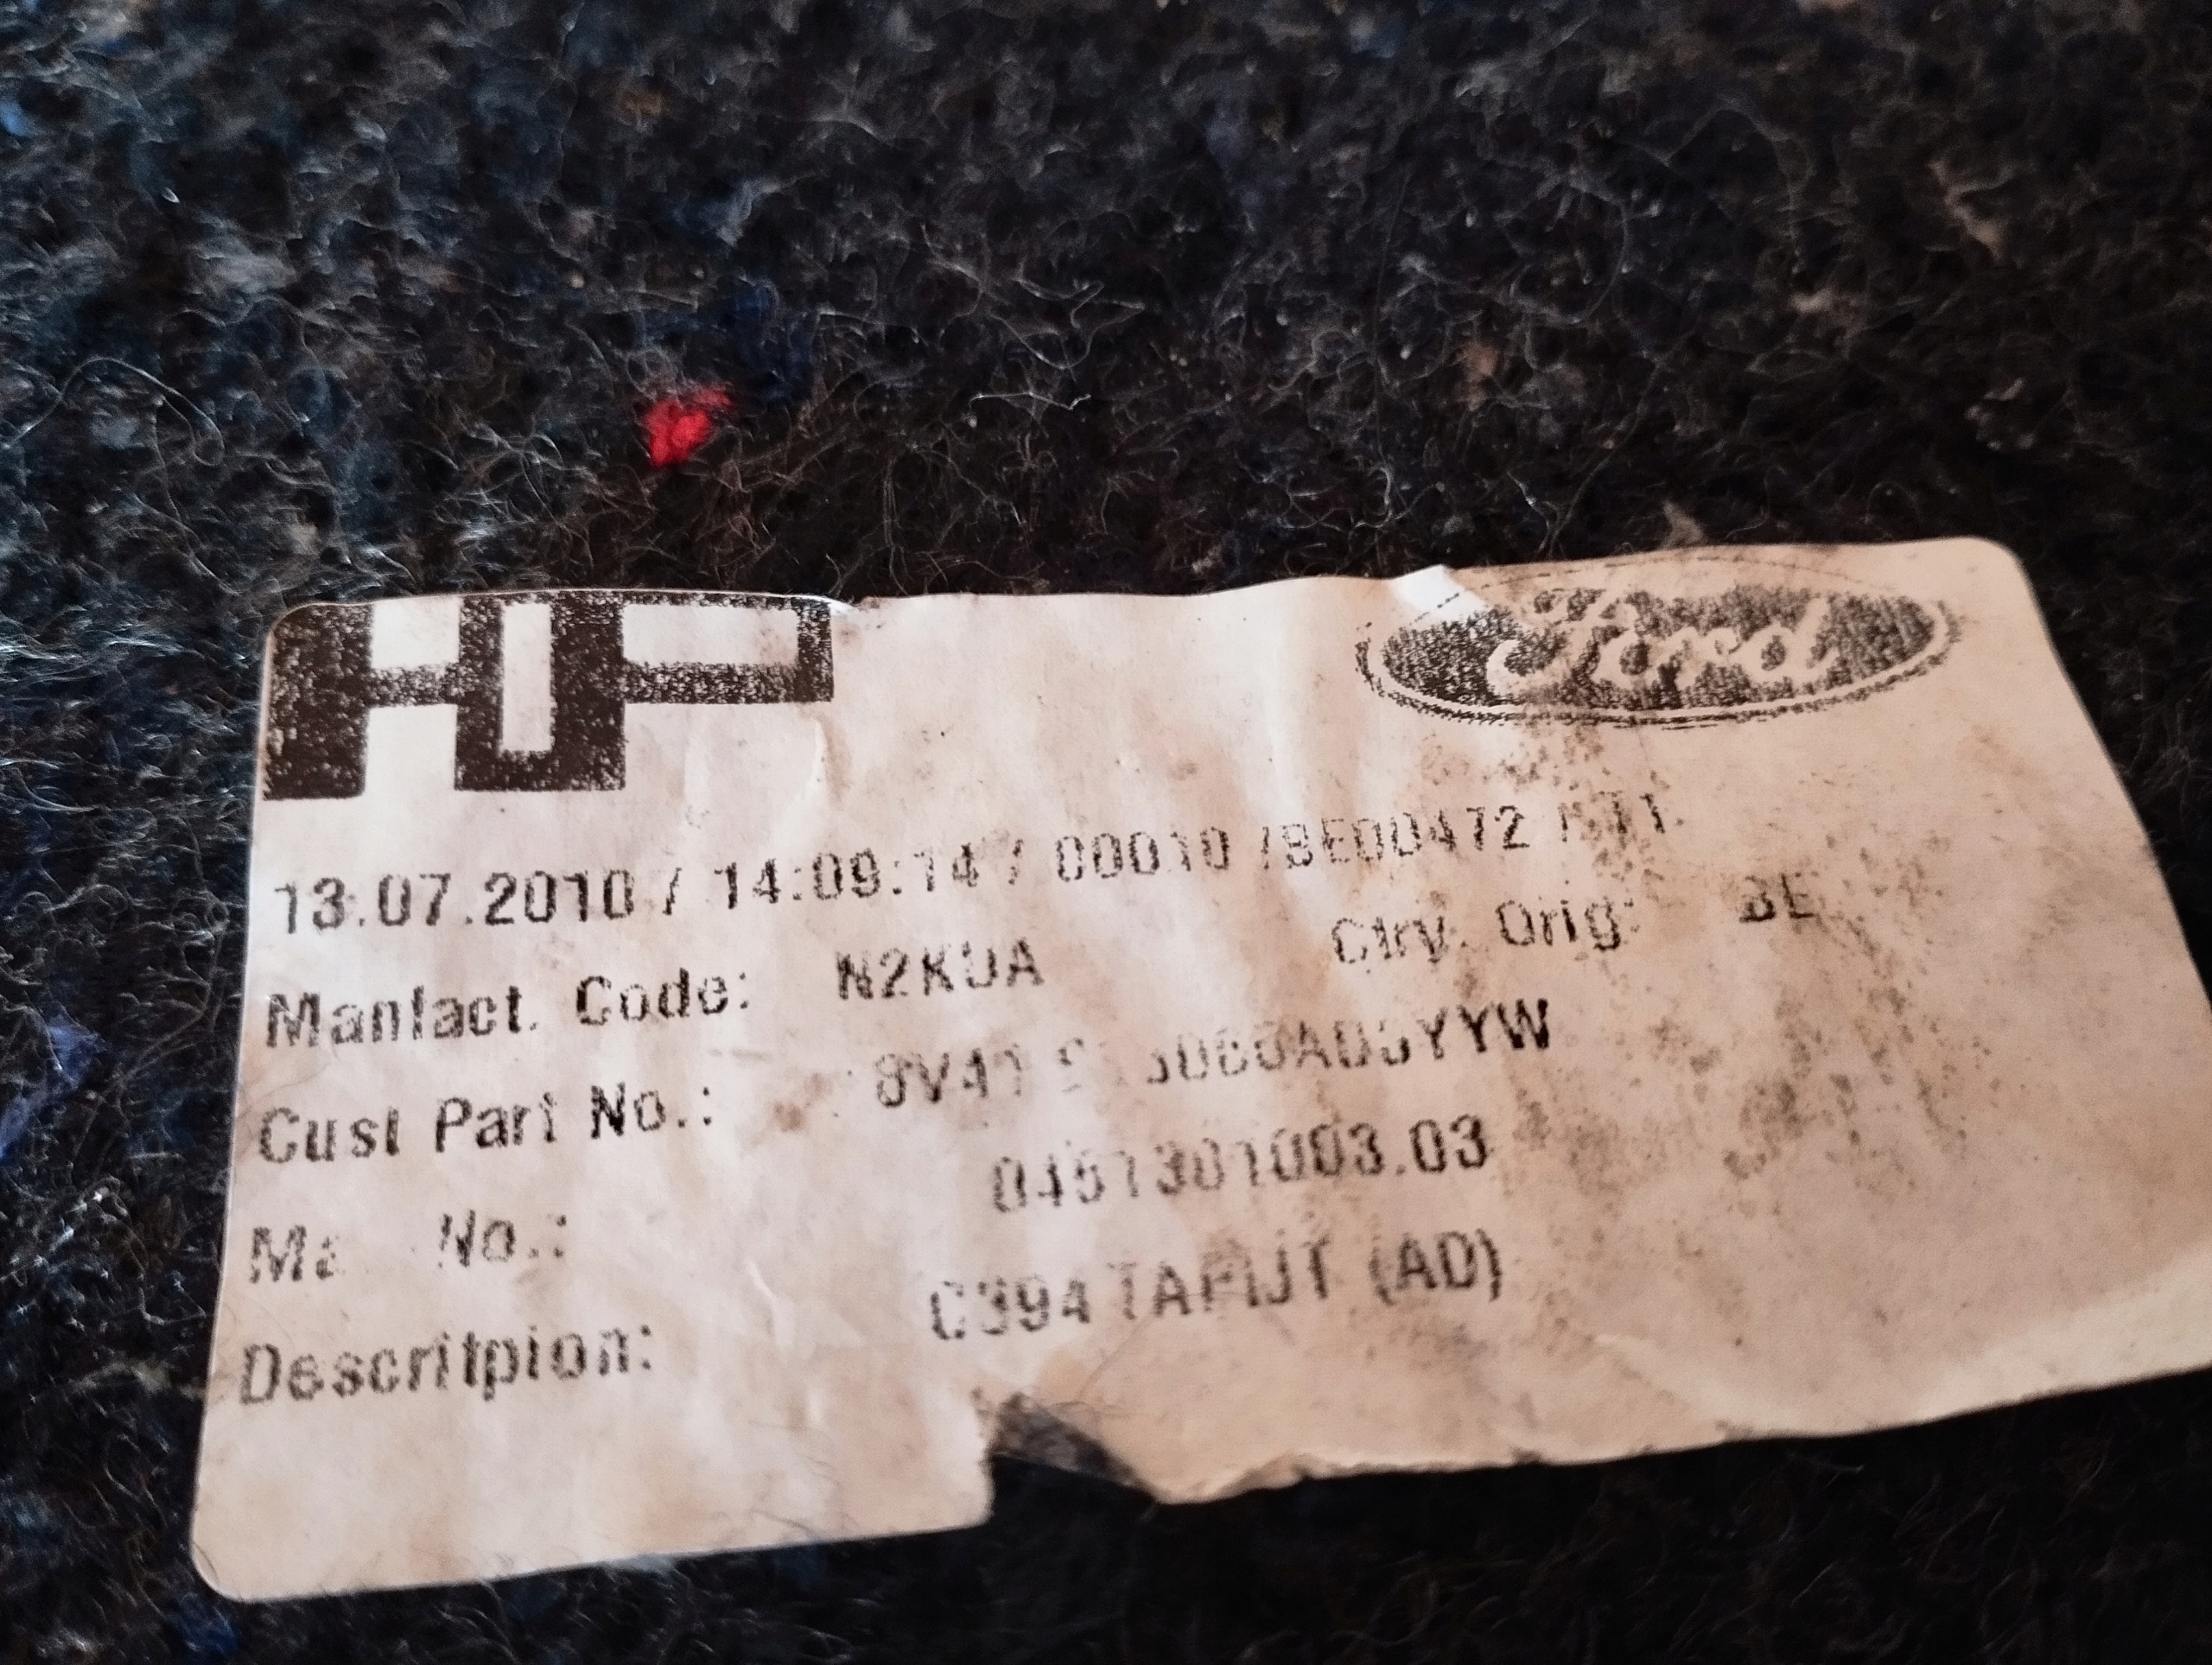 HP
Ford
13.07.2010 / 14:09:14 / 00010 /BE00472
Manfact. Code: N2KUA Ctry. Orig: BE
Cust Part No.:
No.: 0451301003.03
Descritpion: C394 TAPIJT (AD)